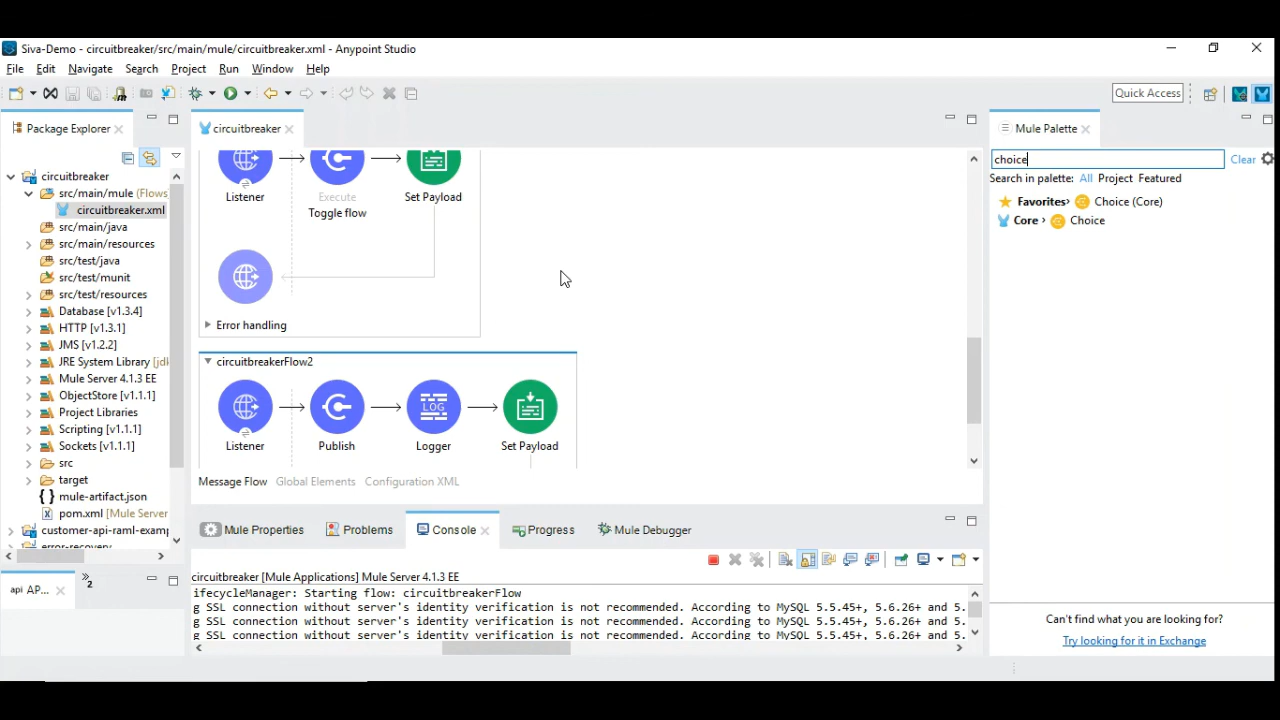 Siva-Demo - circuitbreaker/src/main/mule/circuitbreaker.xml - Anypoint Studio
File Edit Navigate Search Project Run Window Help
Quick Access
Package Explorer
circuitbreaker
src/main/mule (Flows)
circuitbreaker.xml
src/main/java
src/main/resources
src/test/java
src/test/munit
src/test/resources
Database [v1.3.4]
HTTP [v1.3.1]
JMS [v1.2.2]
JRE System Library [jdk
Mule Server 4.1.3 EE
ObjectStore [v1.1.1]
Project Libraries
Scripting [v1.1.1]
Sockets [v1.1.1]
src
target
mule-artifact.json
pom.xml [Mule Server
customer-api-raml-examp
error-recovery
api AP...
2
circuitbreaker
Listener
Execute
Toggle flow
Set Payload
Error handling
circuitbreakerFlow2
LOG
Listener Publish Logger Set Payload
Message Flow Global Elements Configuration XML
Mule Properties Problems Console Progress Mule Debugger
circuitbreaker [Mule Applications] Mule Server 4.1.3 EE
ifecycleManager: Starting flow: circuitbreakerFlow
g SSL connection without server's identity verification is not recommended. According to MySQL 5.5.45+, 5.6.26+ and 5.
g SSL connection without server's identity verification is not recommended. According to MySQL 5.5.45+, 5.6.26+ and 5.
g SSL connection without server's identity verification is not recommended. According to MySQL 5.5.45+, 5.6.26+ and 5.
Mule Palette
choice
Clear
Search in palette: All Project Featured
Favorites> Choice (Core)
Core > Choice
Can't find what you are looking for?
Try looking for it in Exchange